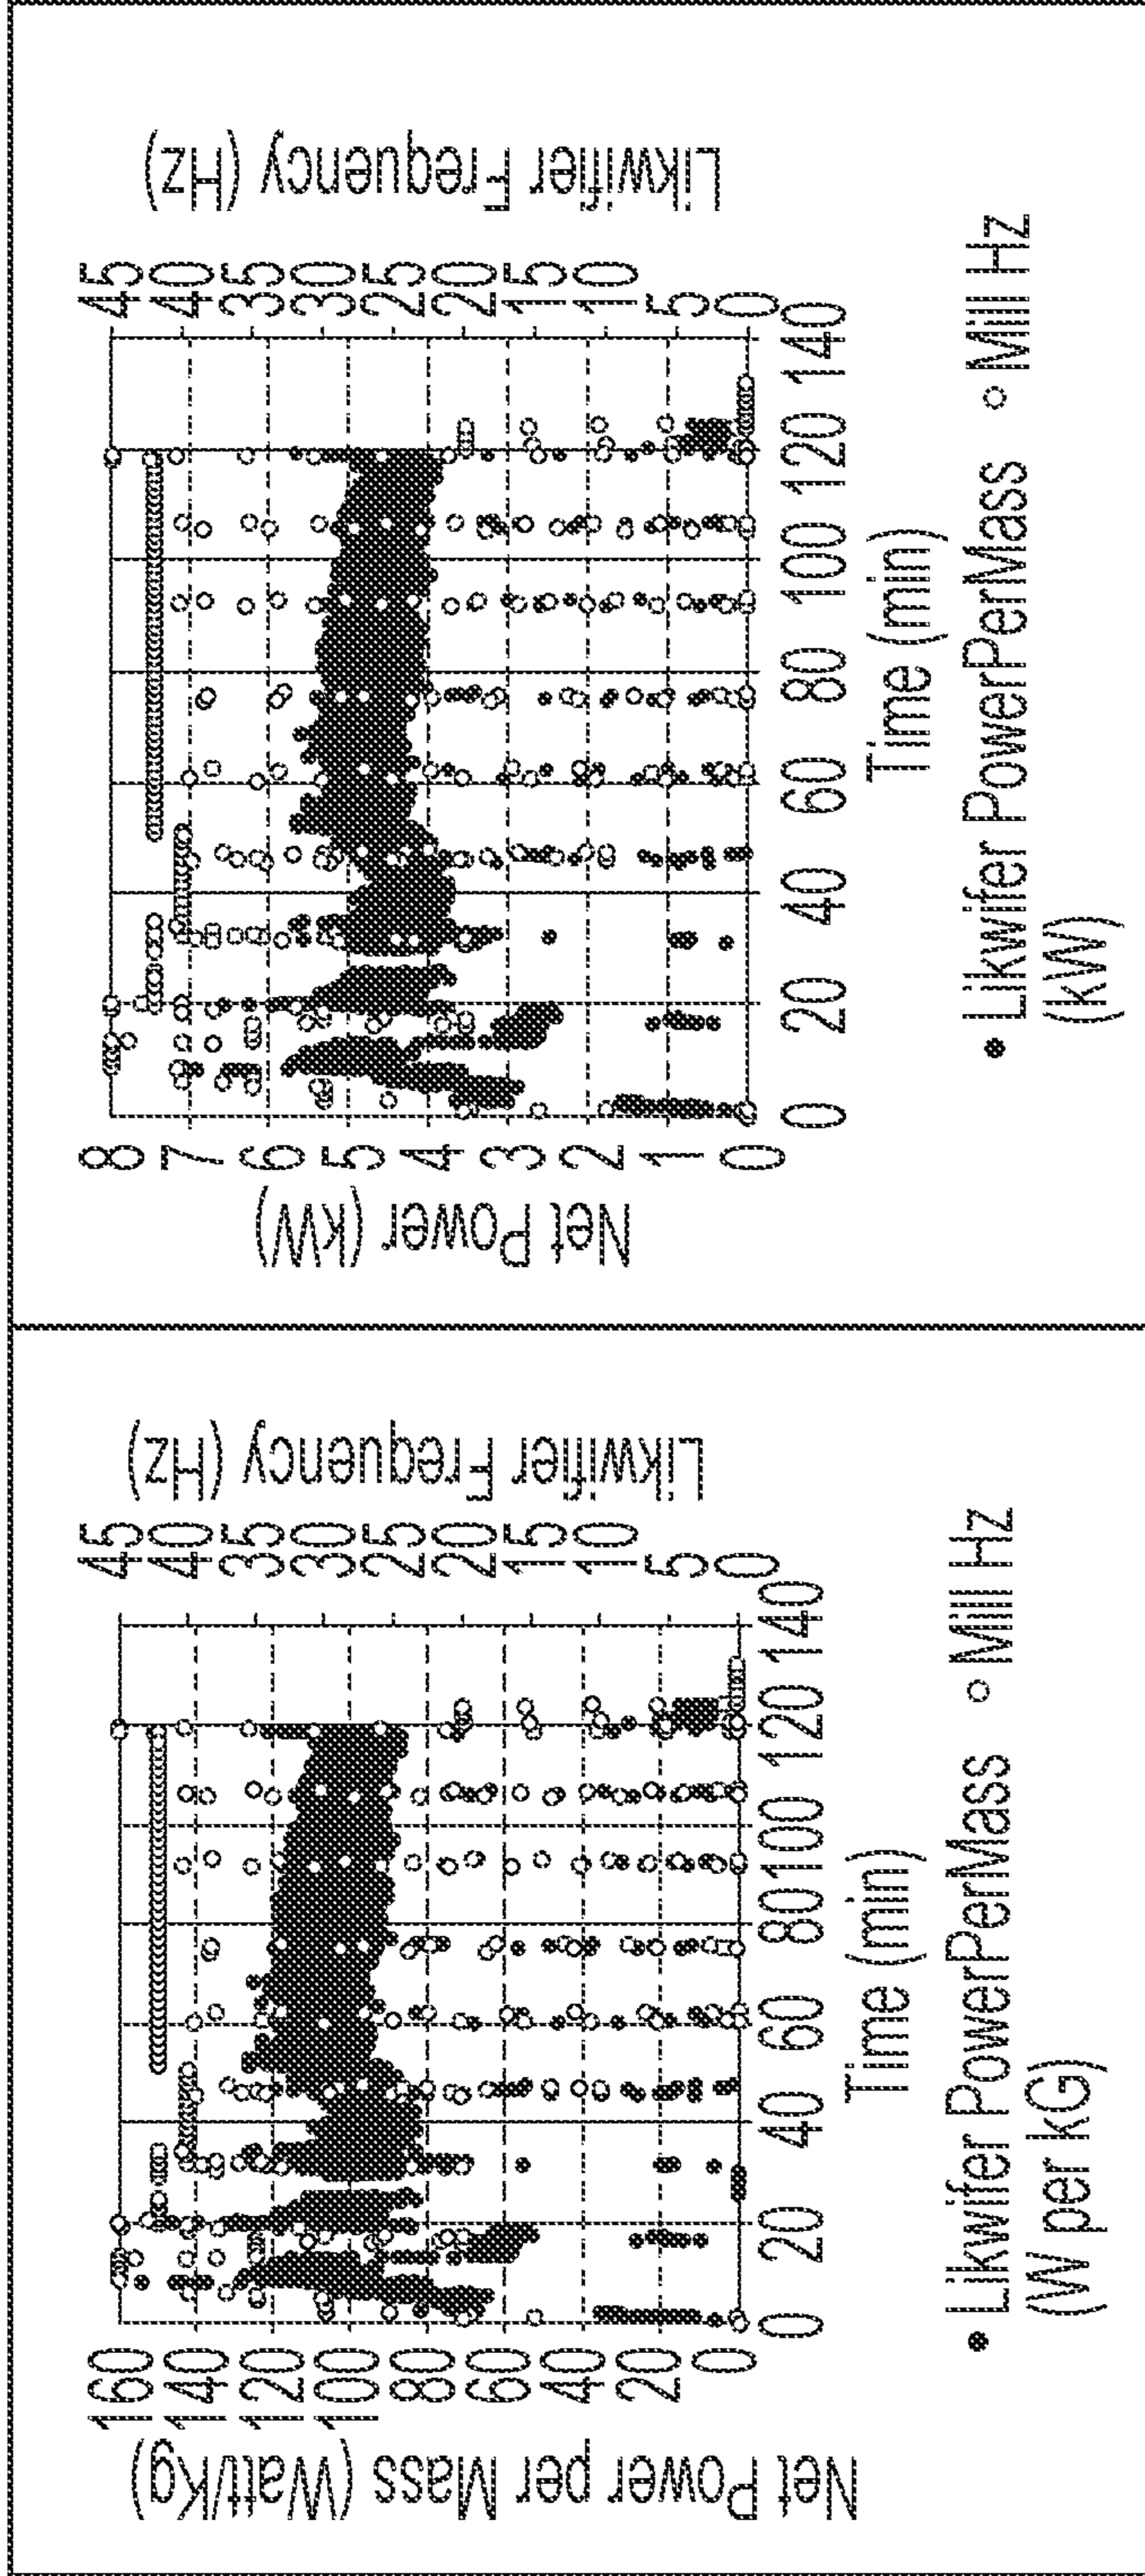 Net Power per Mass (Watt/Kg)
160
140
120
100
80
60
40
20
0
0 20 40 60 80 100 120 140
Time (min)
45
40
35
30
25
20
15
10
5
0
Likwifier Frequency (Hz)
Likwifer PowerPerMass
(W per kG)
Mill Hz
Net Power (kW)
8
7
6
5
4
3
2
1
0
0 20 40 60 80 100 120 140
Time (min)
45
40
35
30
25
20
15
10
5
0
Likwifier Frequency (Hz)
Likwifer PowerPerMass
(kW)
Mill Hz